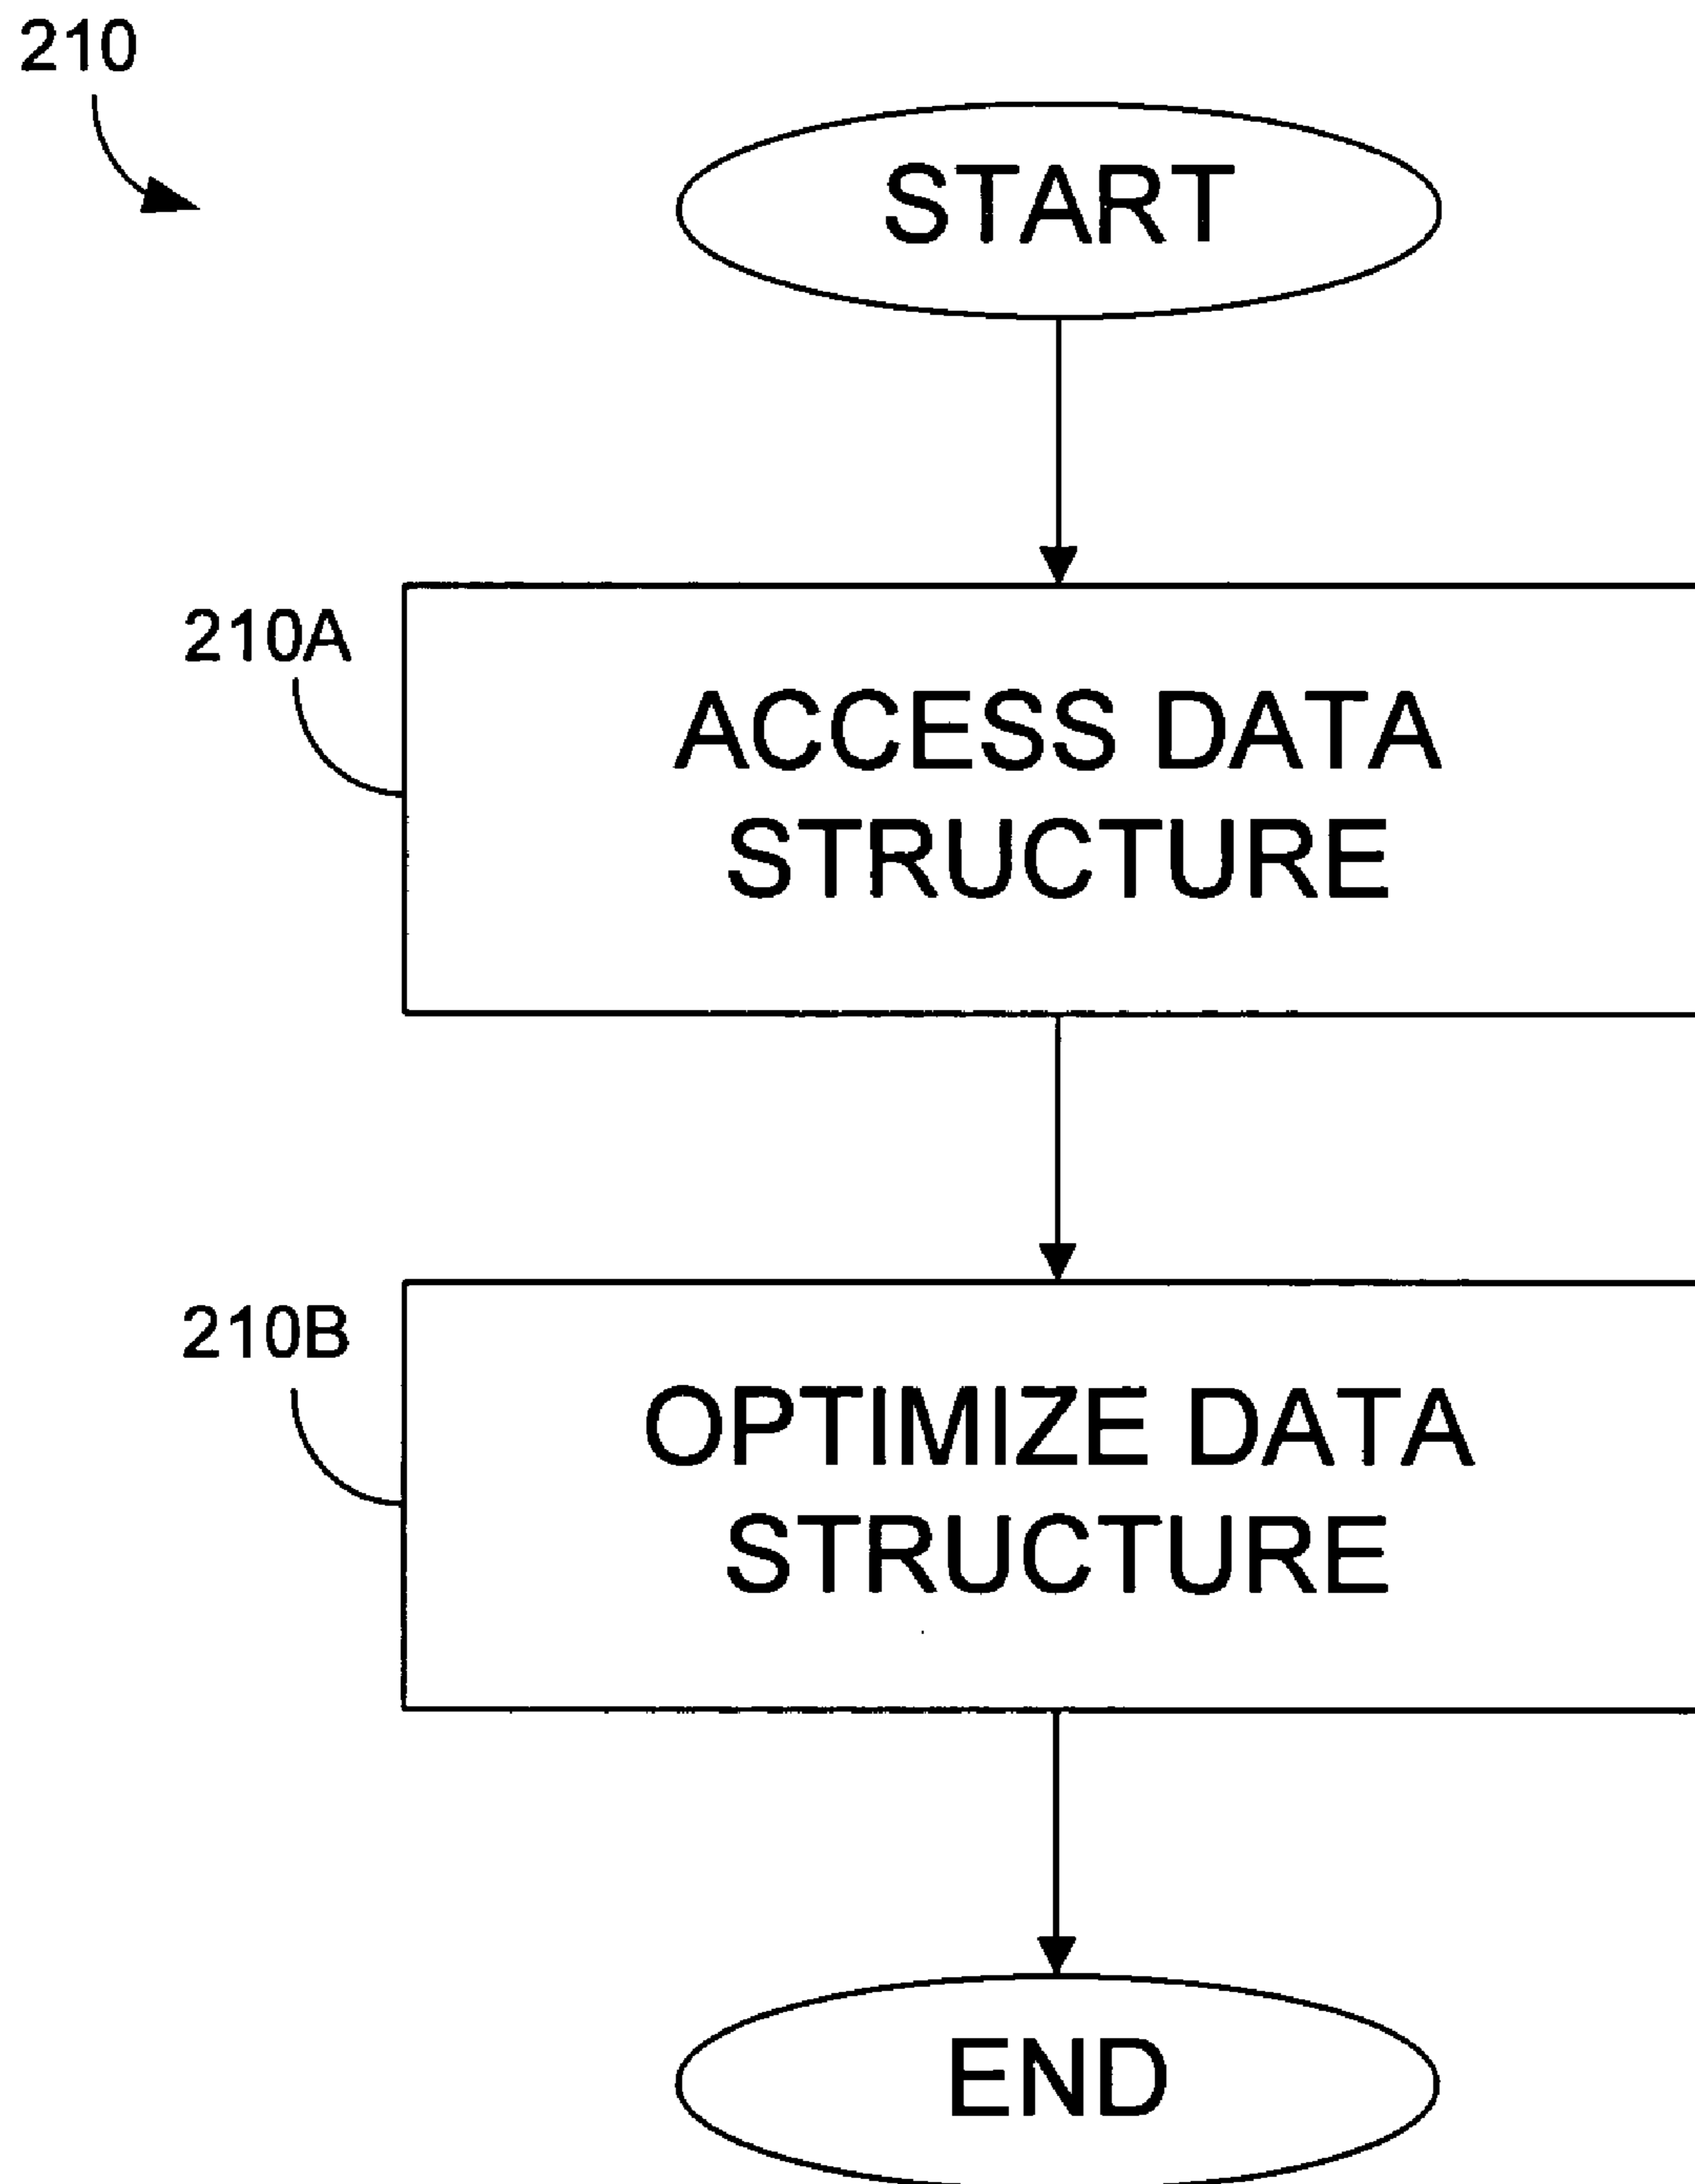 210
START
210A
ACCESS DATA
STRUCTURE
210B
OPTIMIZE DATA
STRUCTURE
END